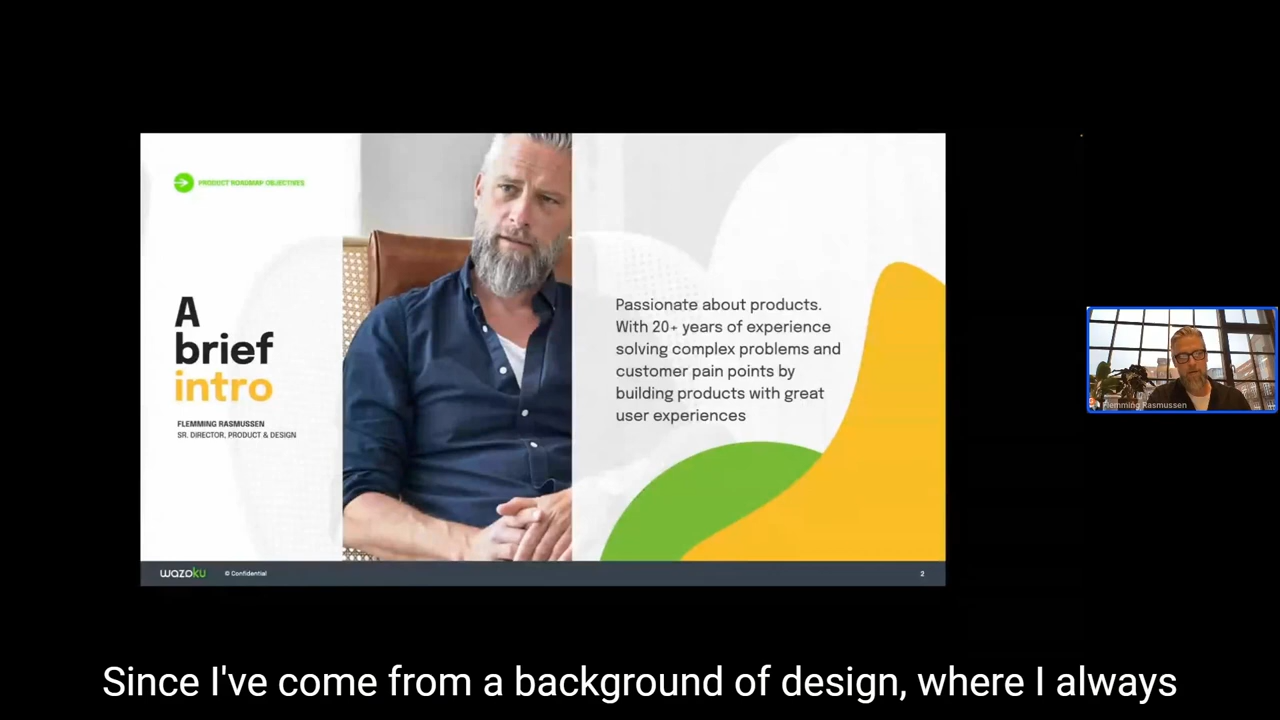 PRODUCT ROADMAP OBJECTIVES
A
brief
intro
FLEMMING RASMUSSEN
SR. DIRECTOR, PRODUCT & DESIGN
Passionate about products.
With 20+ years of experience
solving complex problems and
customer pain points by
building products with great
user experiences
wazoku
© Confidential
2
Flemming Rasmussen
Since I've come from a background of design, where I always